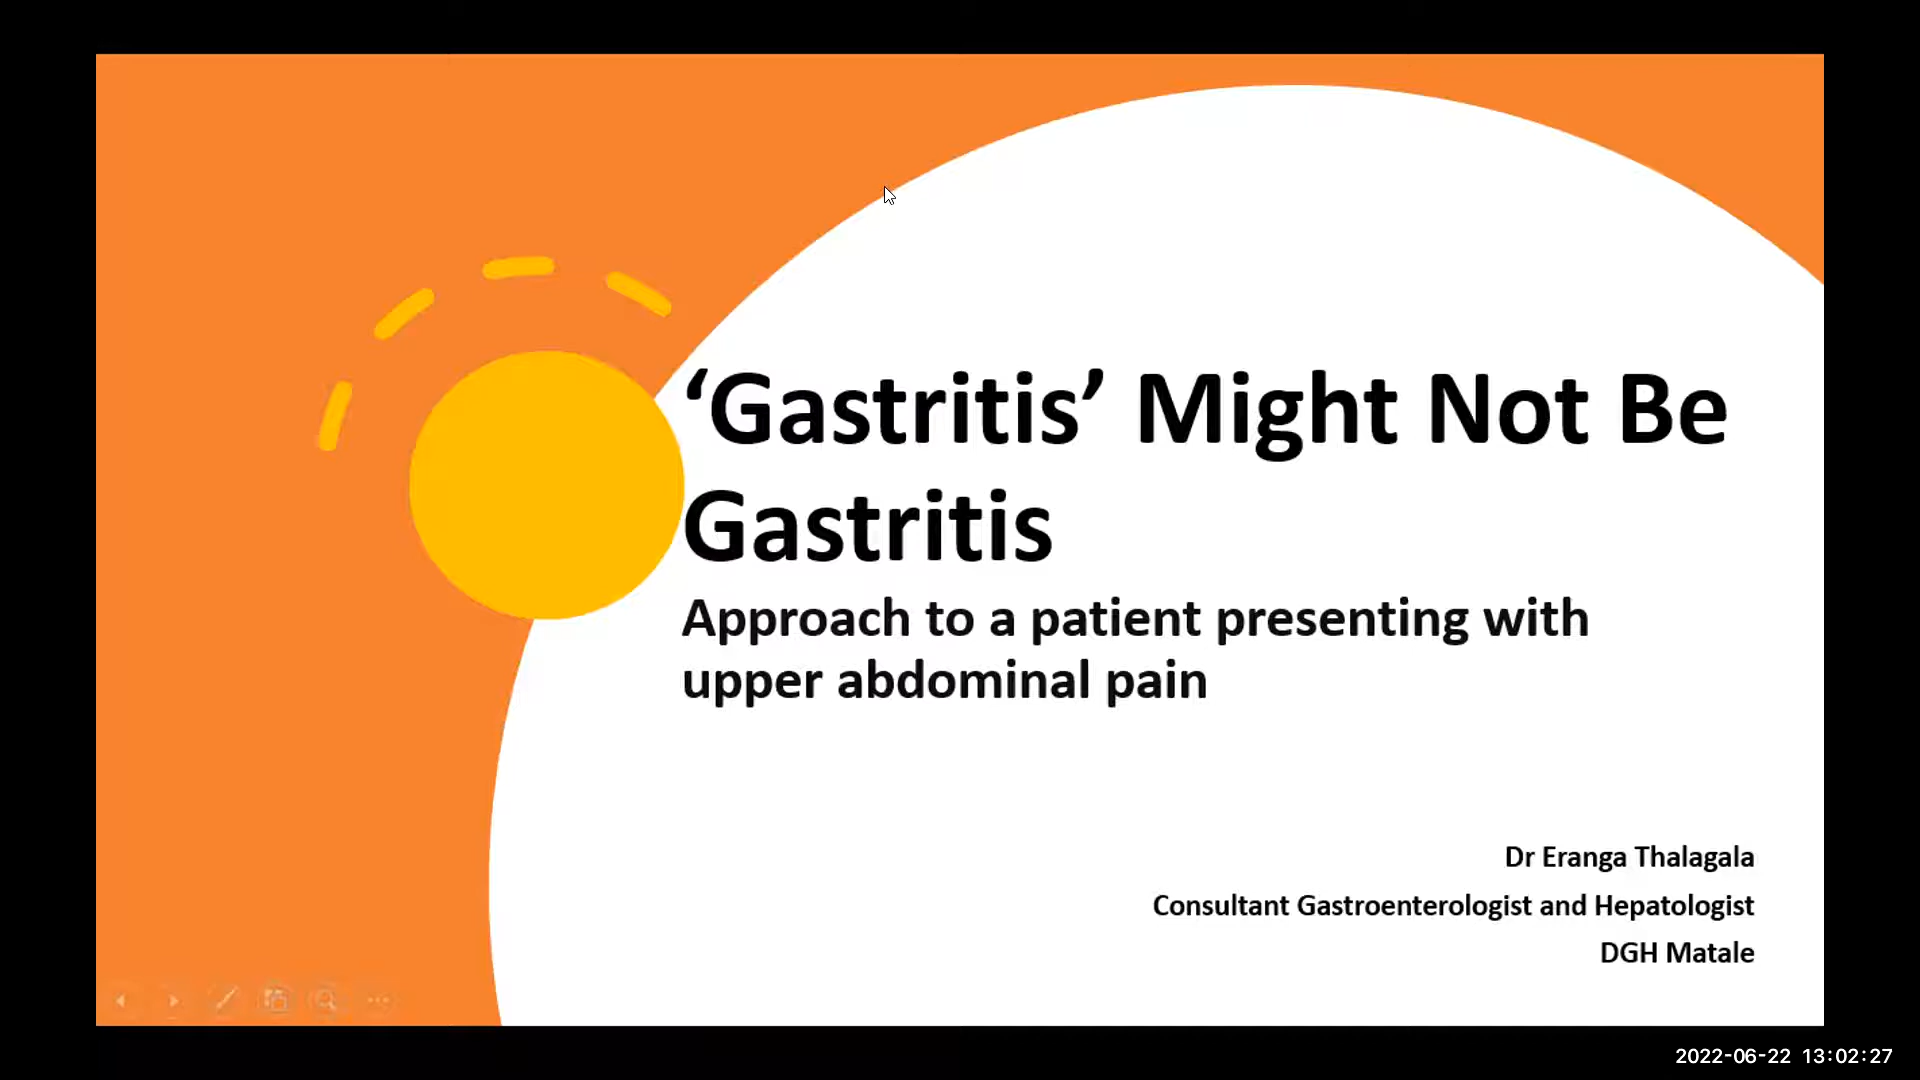 ‘Gastritis’ Might Not Be
Gastritis
Approach to a patient presenting with
upper abdominal pain
Dr Eranga Thalagala
Consultant Gastroenterologist and Hepatologist
DGH Matale
2022-06-22 13:02:27